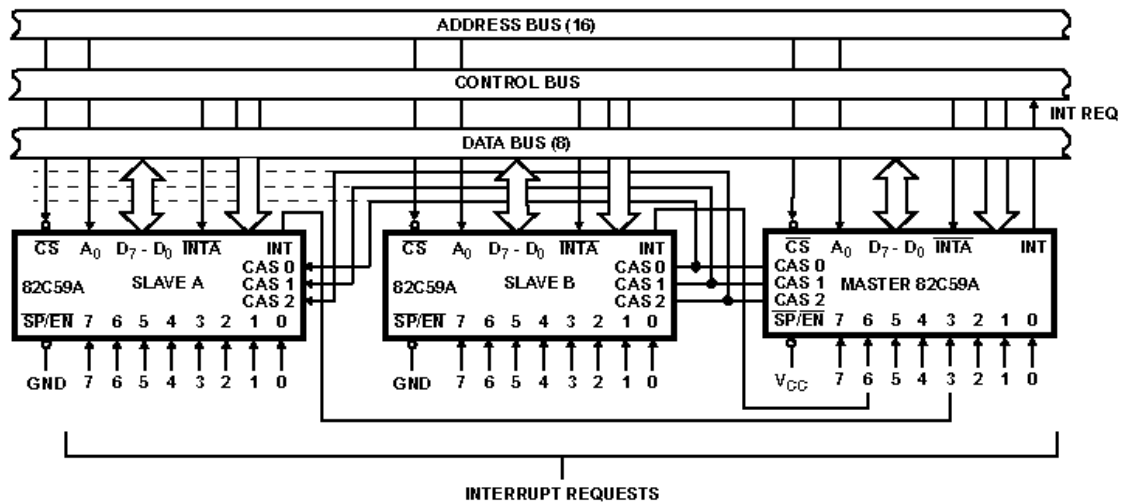 ADDRESS BUS (16)
CONTROL BUS
INT REQ
DATA BUS (8)
CS A0 D7 - D0 INTA INT
CAS 0
82C59A SLAVE A CAS 1
CAS 2
SP/EN 7 6 5 4 3 2 1 0
GND 7 6 5 4 3 2 1 0
CS A0 D7 - D0 INTA INT
CAS 0
82C59A SLAVE B CAS 1
CAS 2
SP/EN 7 6 5 4 3 2 1 0
GND 7 6 5 4 3 2 1 0
CS A0 D7 - D0 INTA INT
CAS 0
CAS 1 MASTER 82C59A
CAS 2
SP/EN 7 6 5 4 3 2 1 0
VCC 7 6 5 4 3 2 1 0
INTERRUPT REQUESTS